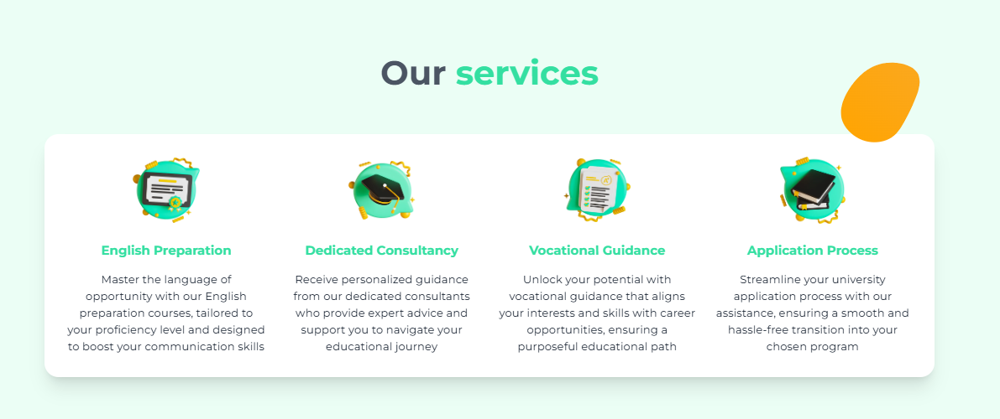 Our services
English Preparation
Master the language of
opportunity with our English
preparation courses, tailored to
your proficiency level and designed
to boost your communication skills
Dedicated Consultancy
Receive personalized guidance
from our dedicated consultants
who provide expert advice and
support you to navigate your
educational journey
Vocational Guidance
Unlock your potential with
vocational guidance that aligns
your interests and skills with career
opportunities, ensuring a
purposeful educational path
Application Process
Streamline your university
application process with our
assistance, ensuring a smooth and
hassle-free transition into your
chosen program